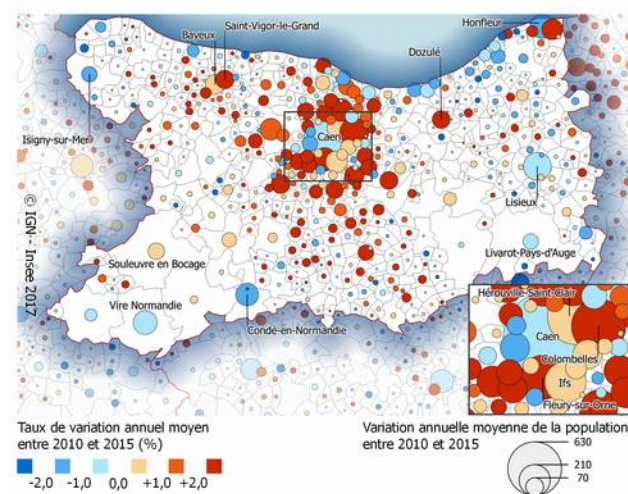 Honfleur
Saint-Vigor-le-Grand
Bayeux
Dozulé
Isigny-sur-Mer
Caen
Lisieux
© IGN - Insee 2017
Souleuvre en Bocage
Livarot-Pays-d'Auge
Vire Normandie
Condé-en-Normandie
Hérouville-Saint-Clair
Caen
Colombelles
Ifs
Fleury-sur-Orne
Taux de variation annuel moyen
entre 2010 et 2015 (%)
-2,0 -1,0 0,0 +1,0 +2,0
Variation annuelle moyenne de la population
entre 2010 et 2015
630
210
70